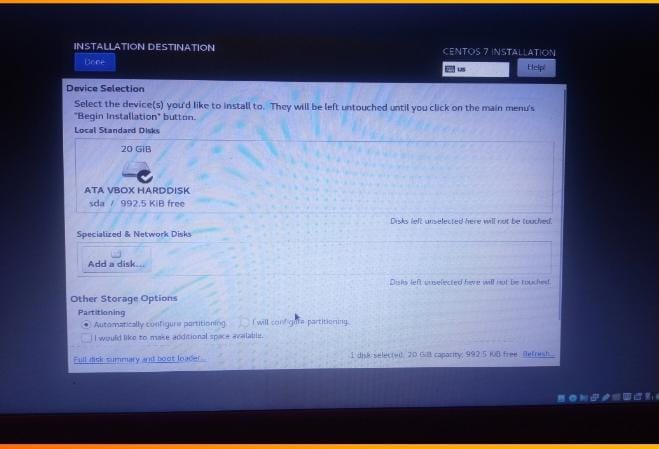 INSTALLATION DESTINATION
CENTOS 7 INSTALLATION
Done
us
Help!
Device Selection
Select the device(s) you'd like to install to. They will be left untouched until you click on the main menu's
"Begin Installation" button.
Local Standard Disks
20 GiB
ATA VBOX HARDDISK
sda / 992.5 KiB free
Disks left unselected here will not be touched.
Specialized & Network Disks
Add a disk...
Disks left unselected here will not be touched.
Other Storage Options
Partitioning
Automatically configure partitioning. I will configure partitioning.
I would like to make additional space available.
Full disk summary and boot loader...
1 disk selected; 20 GiB capacity; 992.5 KiB free Refresh...